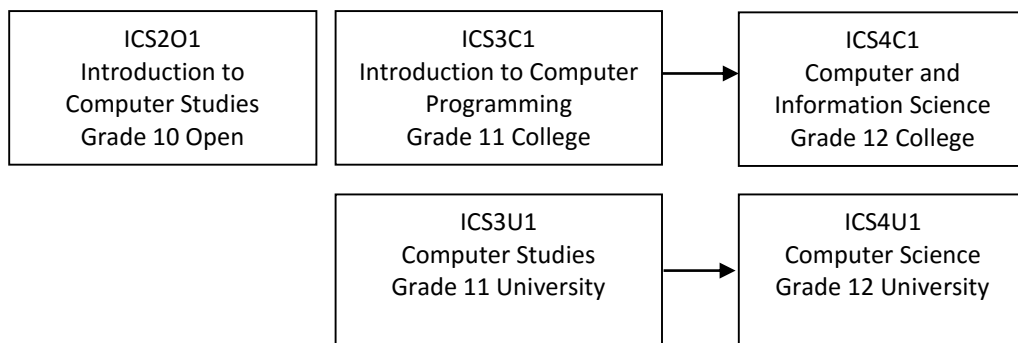 ICS2O1
Introduction to
Computer Studies
Grade 10 Open
ICS3C1
Introduction to Computer
Programming
Grade 11 College
ICS4C1
Computer and
Information Science
Grade 12 College
ICS3U1
Computer Studies
Grade 11 University
ICS4U1
Computer Science
Grade 12 University